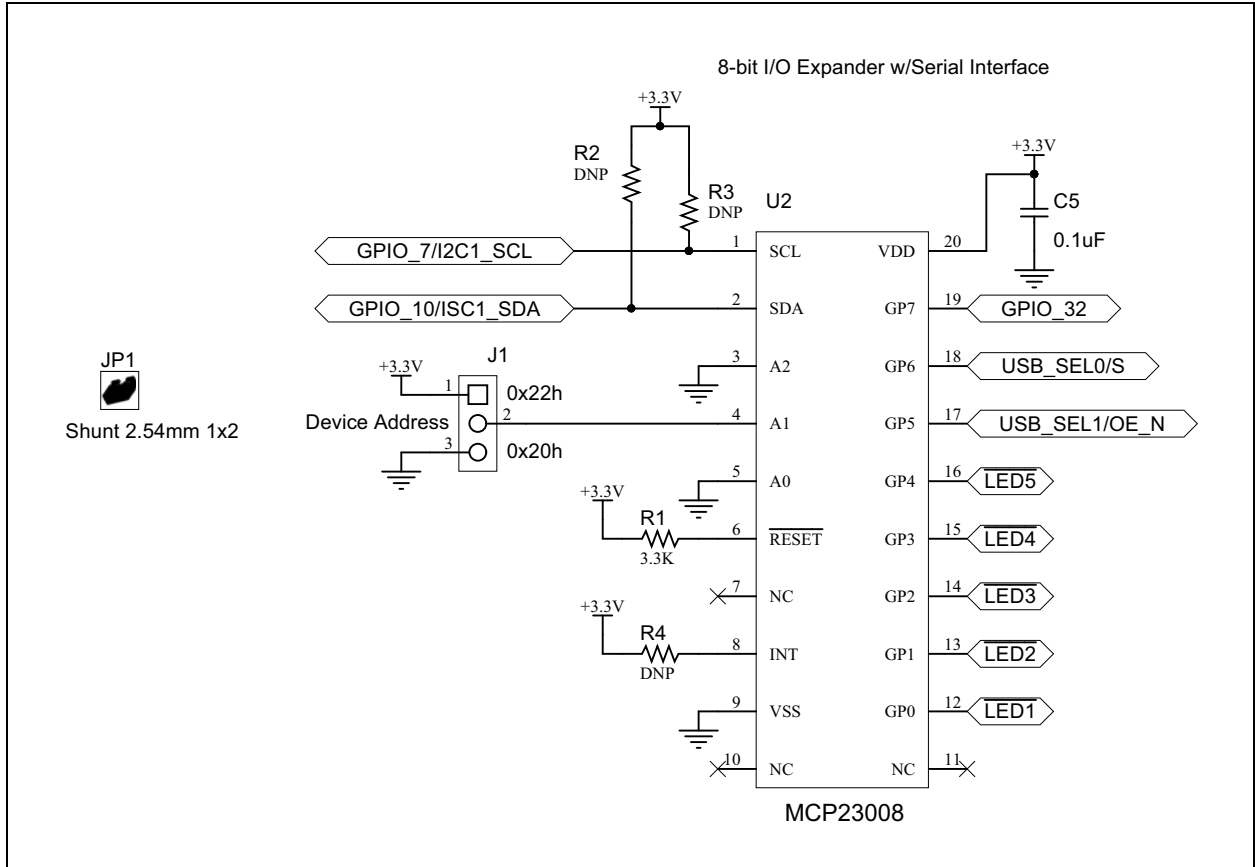 8-bit I/O Expander w/Serial Interface
+3.3V
R2
DNP
R3
DNP
U2
+3.3V
C5
0.1uF
GPIO_7/I2C1_SCL
1
SCL
VDD
20
GPIO_10/ISC1_SDA
2
SDA
GP7
19
GPIO_32
JP1
Shunt 2.54mm 1x2
3
A2
GP6
18
USB_SEL0/S
J1
+3.3V
1
0x22h
Device Address
2
3
0x20h
4
A1
GP5
17
USB_SEL1/OE_N
5
A0
GP4
16
LED5
+3.3V
R1
3.3K
6
RESET
GP3
15
LED4
7
NC
GP2
14
LED3
+3.3V
R4
DNP
8
INT
GP1
13
LED2
9
VSS
GP0
12
LED1
10
NC
NC
11
MCP23008